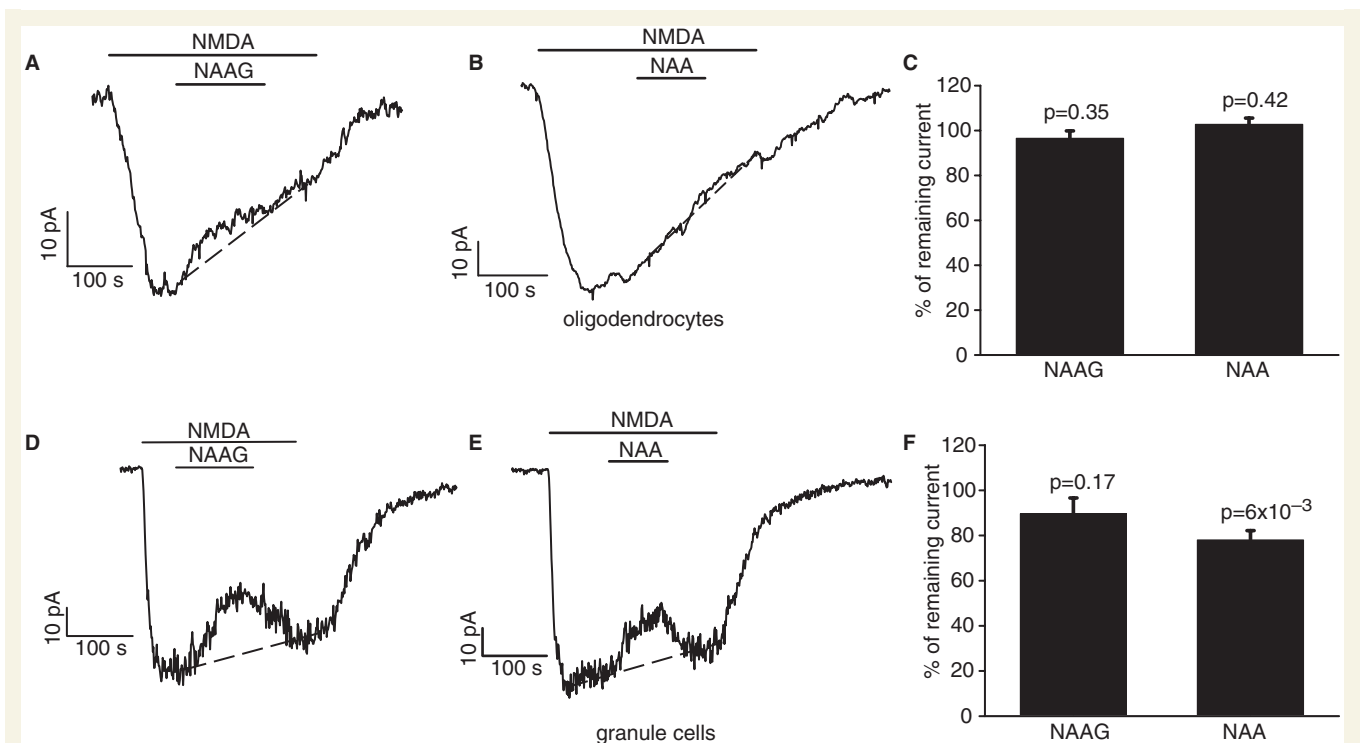 A
NMDA
NAAG
10 pA
100 s
B
NMDA
NAA
10 pA
100 s
oligodendrocytes
C
% of remaining current
120
100
80
60
40
20
0
p=0.35
p=0.42
NAAG
NAA
D
NMDA
NAAG
10 pA
100 s
E
NMDA
NAA
10 pA
100 s
granule cells
F
% of remaining current
120
100
80
60
40
20
0
p=0.17
p=6x10⁻³
NAAG
NAA